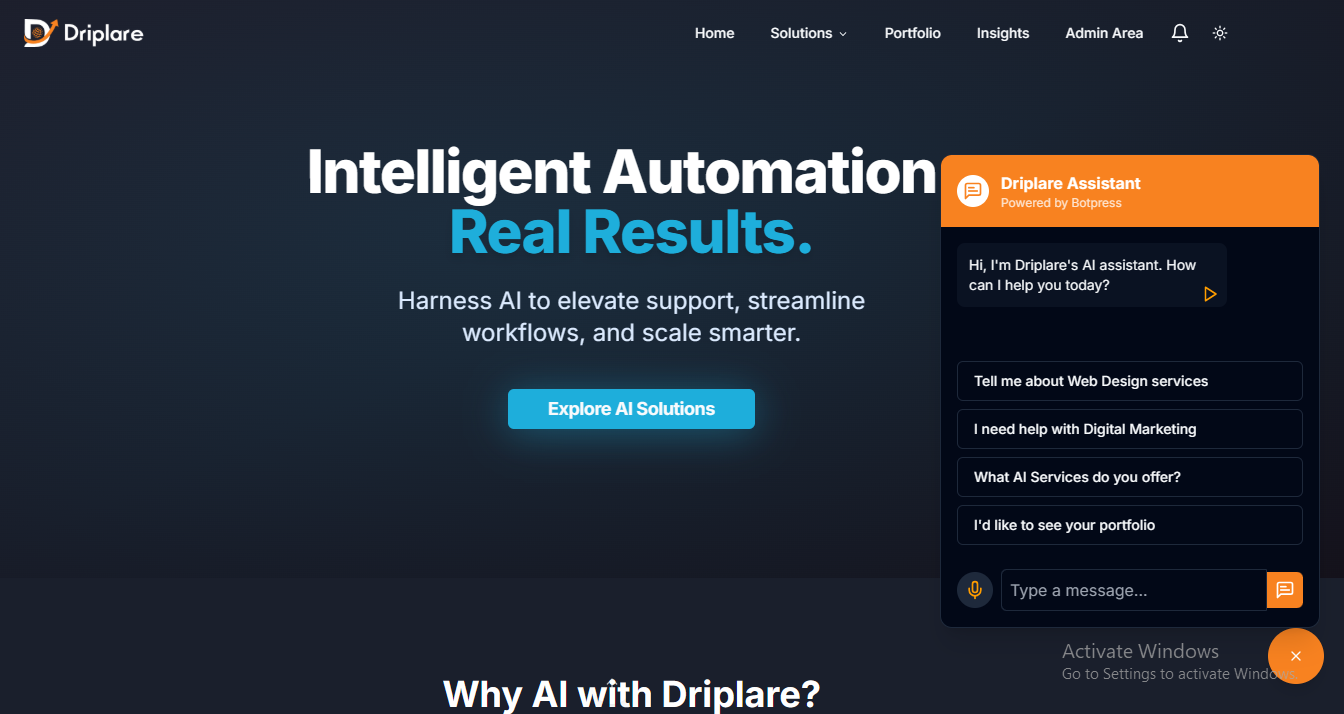 Driplare
Home
Solutions
Portfolio
Insights
Admin Area
Intelligent Automation
Real Results.
Harness AI to elevate support, streamline
workflows, and scale smarter.
Explore AI Solutions
Driplare Assistant
Powered by Botpress
Hi, I'm Driplare's AI assistant. How
can I help you today?
Tell me about Web Design services
I need help with Digital Marketing
What AI Services do you offer?
I'd like to see your portfolio
Type a message...
Activate Windows
Go to Settings to activate Windows.
Why AI with Driplare?